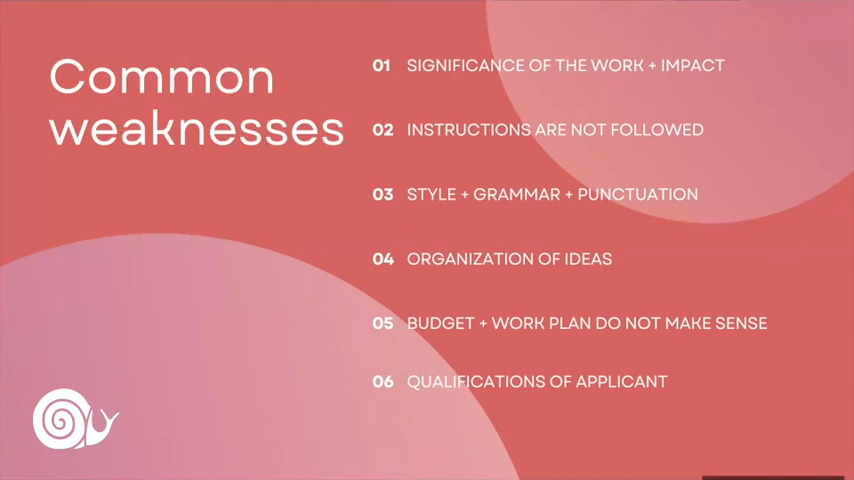 Common
weaknesses
01 SIGNIFICANCE OF THE WORK + IMPACT
02 INSTRUCTIONS ARE NOT FOLLOWED
03 STYLE + GRAMMAR + PUNCTUATION
04 ORGANIZATION OF IDEAS
05 BUDGET + WORK PLAN DO NOT MAKE SENSE
06 QUALIFICATIONS OF APPLICANT